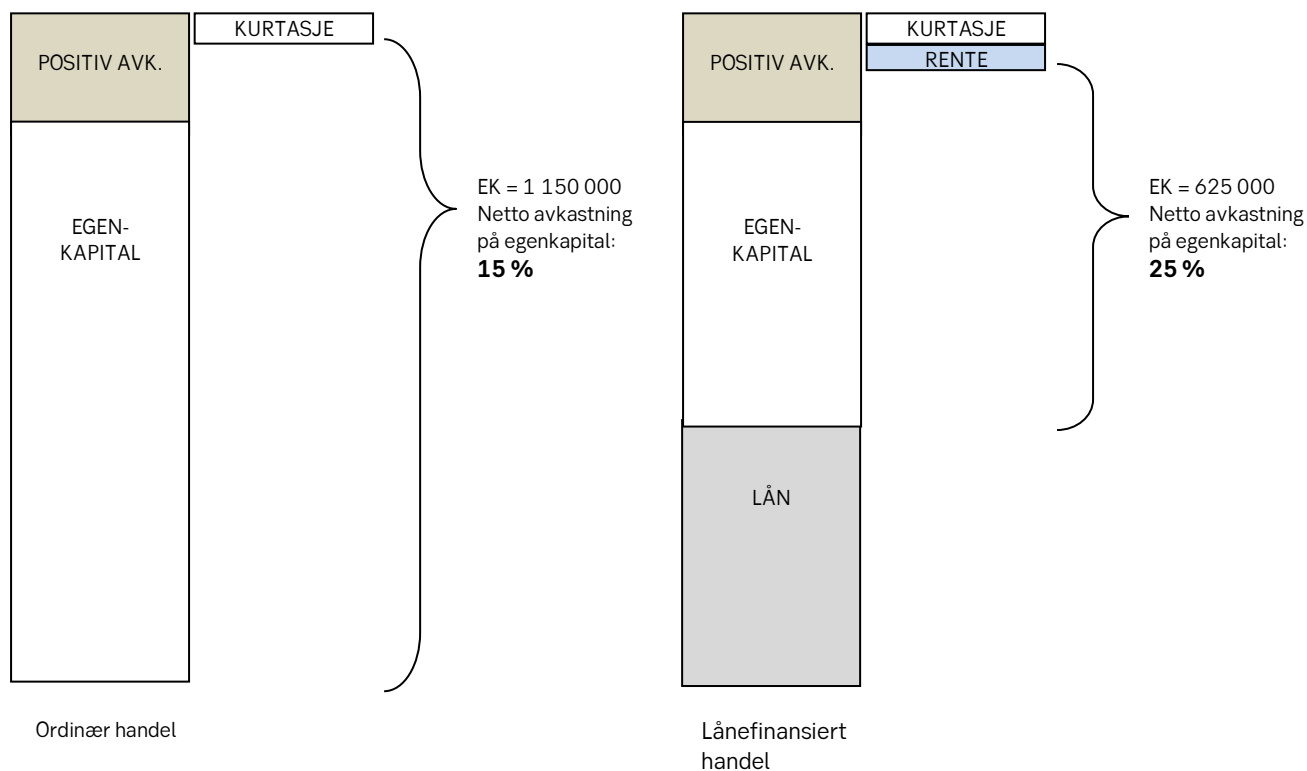 KURTASJE
POSITIV AVK.
EGEN-
KAPITAL
EK = 1 150 000
Netto avkastning
på egenkapital:
15 %
Ordinær handel
KURTASJE
RENTE
POSITIV AVK.
EGEN-
KAPITAL
LÅN
EK = 625 000
Netto avkastning
på egenkapital:
25 %
Lånefinansiert
handel